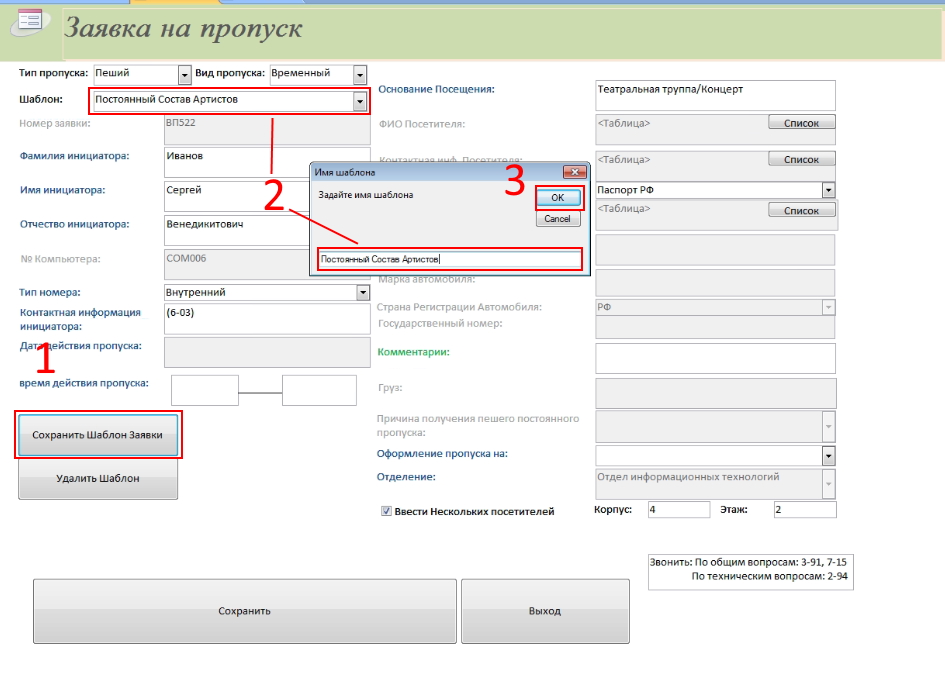 Заявка на пропуск
Тип пропуска: Пеший Вид пропуска: Временный
Шаблон: Постоянный Состав Артистов
Номер заявки: ВП522
Фамилия инициатора: Иванов
Имя инициатора: Сергей
Отчество инициатора: Венедиктович
№ Компьютера: COM006
Тип номера: Внутренний
Контактная информация
инициатора: (6-03)
Дата действия пропуска:
1
время действия пропуска:
Сохранить Шаблон Заявки
Удалить Шаблон
2
Имя шаблона
Задайте имя шаблона
3
OK
Cancel
Постоянный Состав Артистов
Основание Посещения: Театральная труппа/Концерт
ФИО Посетителя: <Таблица> Список
Контактная инф. Посетителя: <Таблица> Список
Паспорт РФ
<Таблица> Список
Марка автомобиля:
Страна Регистрации Автомобиля: РФ
Государственный номер:
Комментарии:
Груз:
Причина получения пешего постоянного
пропуска:
Оформление пропуска на:
Отделение: Отдел информационных технологий
Ввести Нескольких посетителей Корпус: 4 Этаж: 2
Звонить: По общим вопросам: 3-91, 7-15
По техническим вопросам: 2-94
Сохранить
Выход